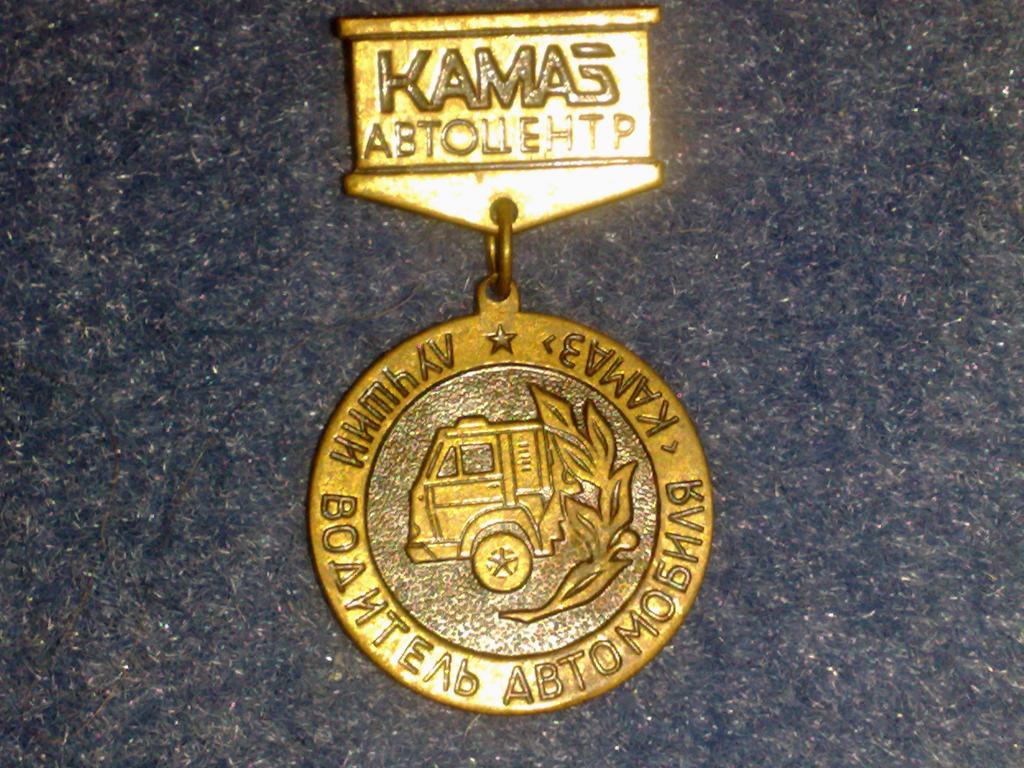 КАМАЗ
АВТОЦЕНТР
ЛУЧШИЙ ВОДИТЕЛЬ АВТОМОБИЛЯ ‹КАМАЗ›